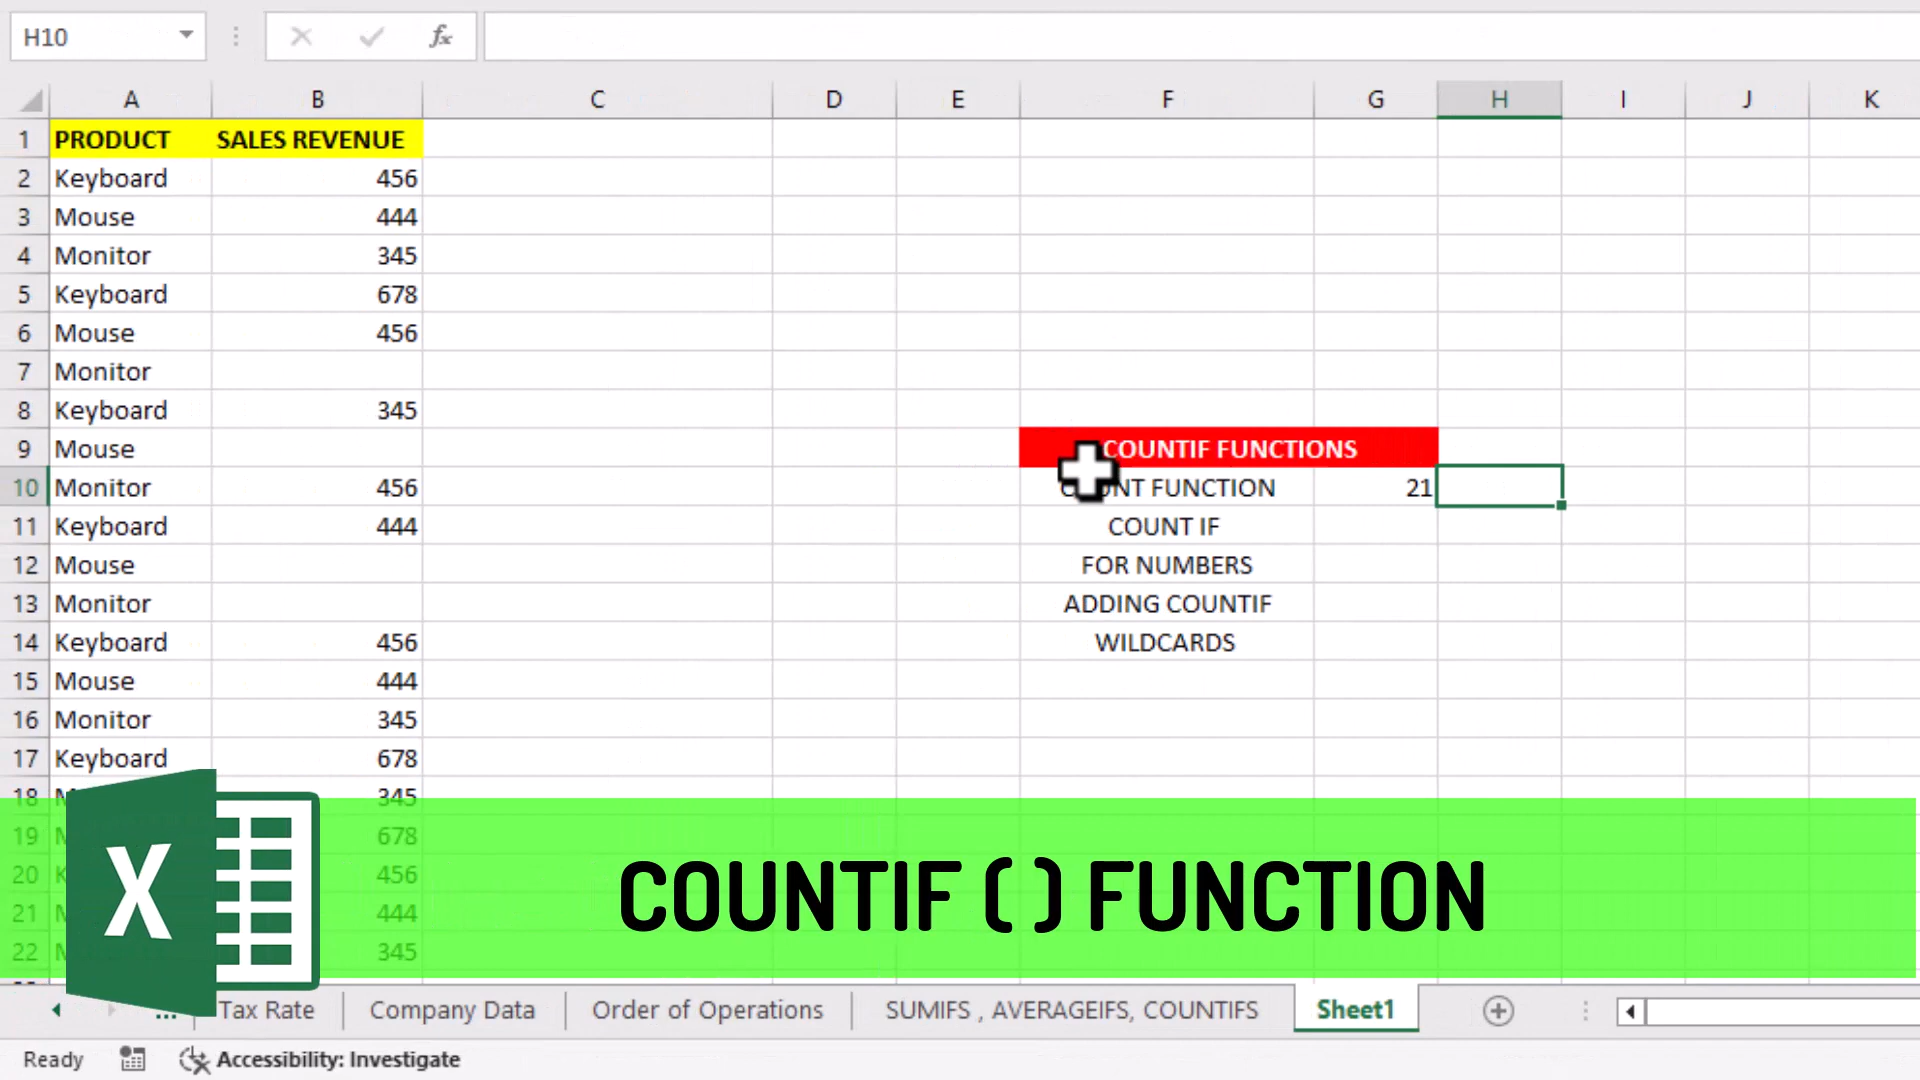 H10 fx
A B C D E F G H I J K
1 PRODUCT SALES REVENUE
2 Keyboard 456
3 Mouse 444
4 Monitor 345
5 Keyboard 678
6 Mouse 456
7 Monitor
8 Keyboard 345
9 Mouse COUNTIF FUNCTIONS
10 Monitor 456 COUNT FUNCTION 21
11 Keyboard 444 COUNT IF
12 Mouse FOR NUMBERS
13 Monitor ADDING COUNTIF
14 Keyboard 456 WILDCARDS
15 Mouse 444
16 Monitor 345
17 Keyboard 678
18 345
19 678
20 456
21 444
22 345
X
COUNTIF ( ) FUNCTION
... Tax Rate Company Data Order of Operations SUMIFS , AVERAGEIFS, COUNTIFS Sheet1
Ready Accessibility: Investigate